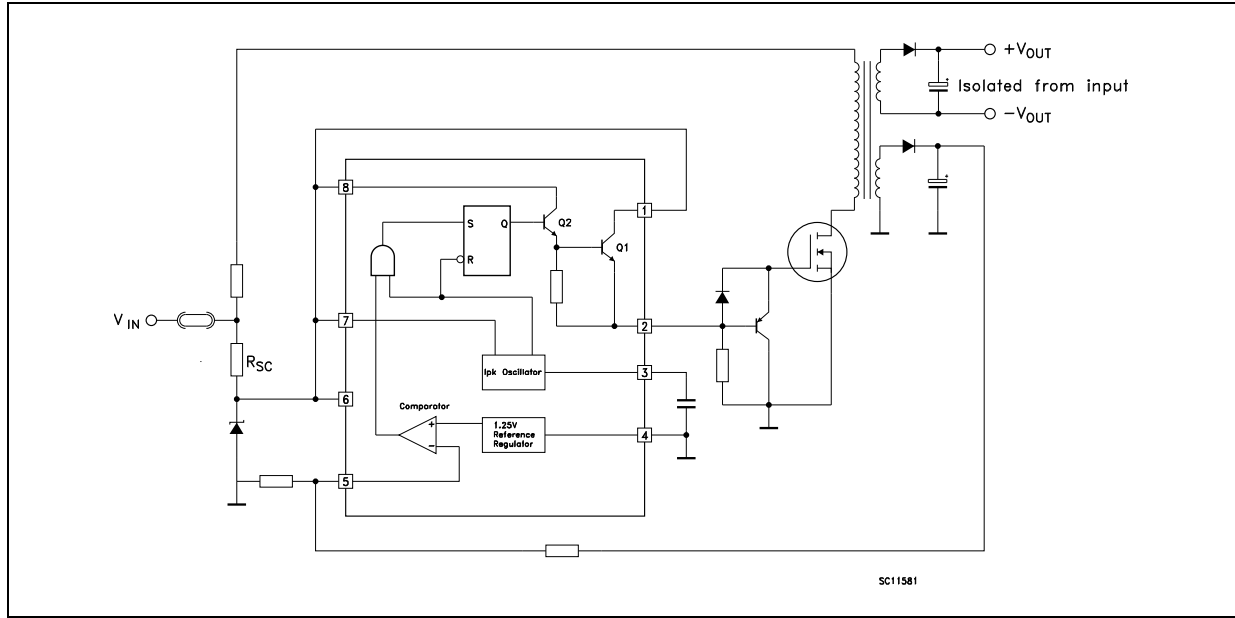 +VOUT
Isolated from input
-VOUT
8
1
S Q
Q2
Q1
R
VIN
7
2
RSC
Ipk Oscillator
3
6
Comparator
+
-
1.25V
Reference
Regulator
4
5
SC11581